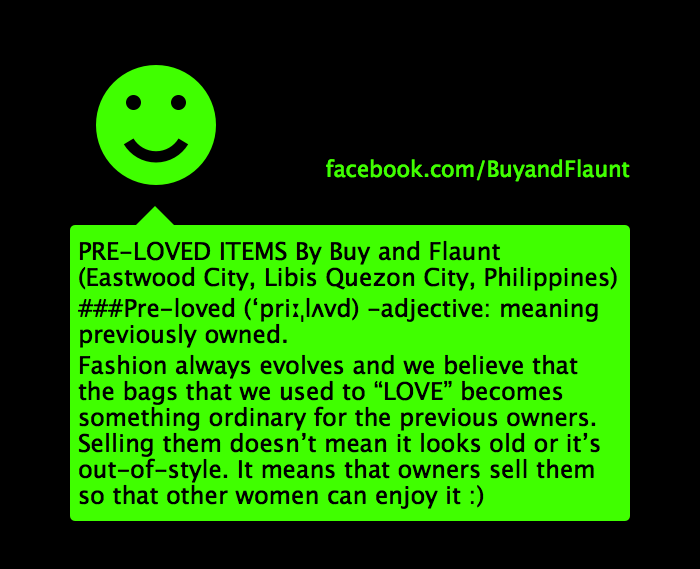 facebook.com/BuyandFlaunt
PRE-LOVED ITEMS By Buy and Flaunt
(Eastwood City, Libis Quezon City, Philippines)
###Pre-loved (‘priːˌlʌvd) -adjective: meaning
previously owned.
Fashion always evolves and we believe that
the bags that we used to “LOVE” becomes
something ordinary for the previous owners.
Selling them doesn’t mean it looks old or it’s
out-of-style. It means that owners sell them
so that other women can enjoy it :)